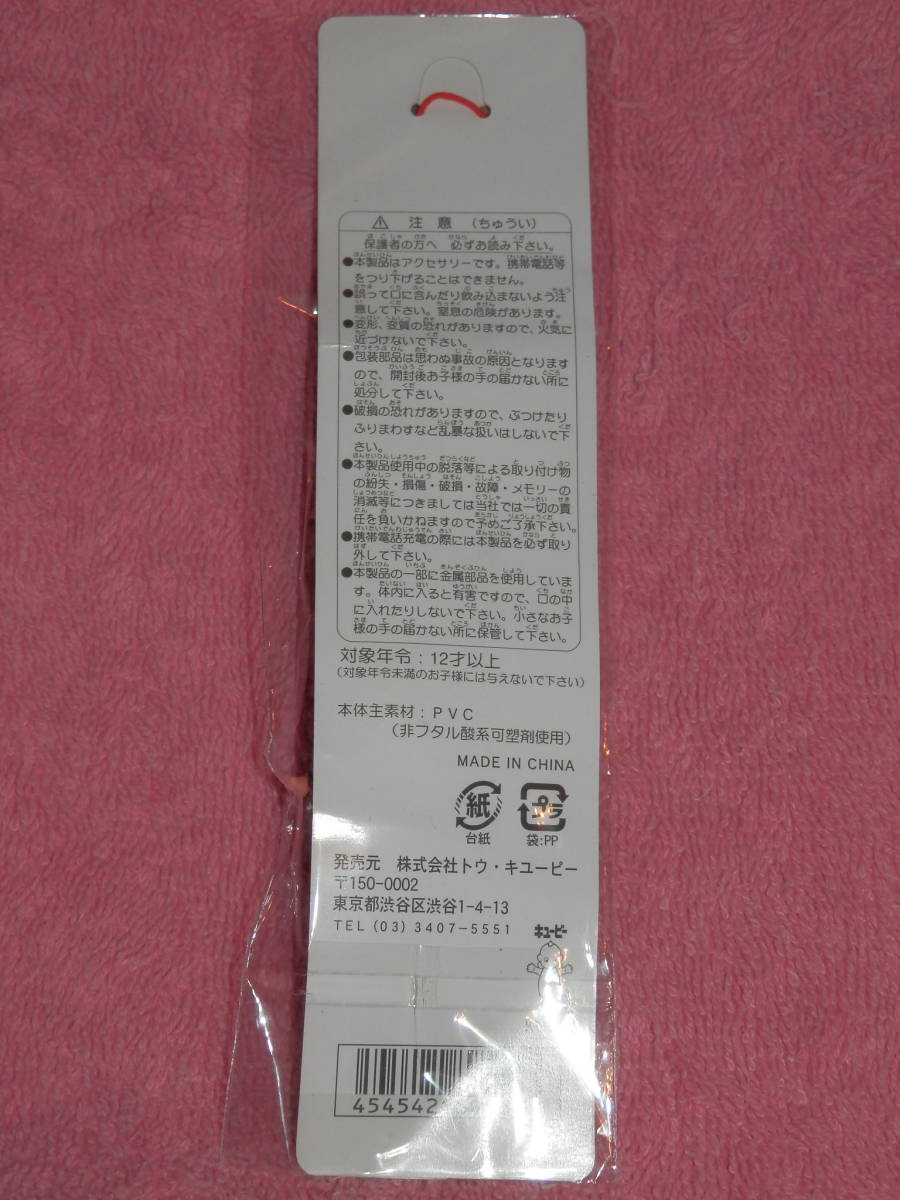 ⚠ 注 意 (ちゅうい)
保護者の方へ 必ずお読み下さい。
●本製品はアクセサリーです。携帯電話等
をつり下げることはできません。
●誤って口に含んだり飲み込まないよう注
意して下さい。窒息の危険があります。
●変形、変質の恐れがありますので、火気に
近づけないで下さい。
●包装部品は思わぬ事故の原因となります
ので、開封後お子様の手の届かない所に
処分して下さい。
●破損の恐れがありますので、ぶつけたり
ふりまわすなど乱暴な扱いはしないで下
さい。
●本製品使用中の脱落等による取り付け物
の紛失・損傷・破損・故障・メモリーの
消滅等につきましては当社では一切の責
任を負いかねますので予めご了承下さい。
●携帯電話充電の際には本製品を必ず取り
外して下さい。
●本製品の一部に金属部品を使用していま
す。体内に入ると有害ですので、口の中
に入れたりしないで下さい。小さなお子
様の手の届かない所に保管して下さい。
対象年令：12才以上
(対象年令未満のお子様には与えないで下さい)
本体主素材：PVC
(非フタル酸系可塑剤使用)
MADE IN CHINA
紙 プラ
台紙 袋:PP
発売元 株式会社トウ・キユーピー
〒150-0002
東京都渋谷区渋谷1-4-13
TEL (03) 3407-5551
キユーピー
454542